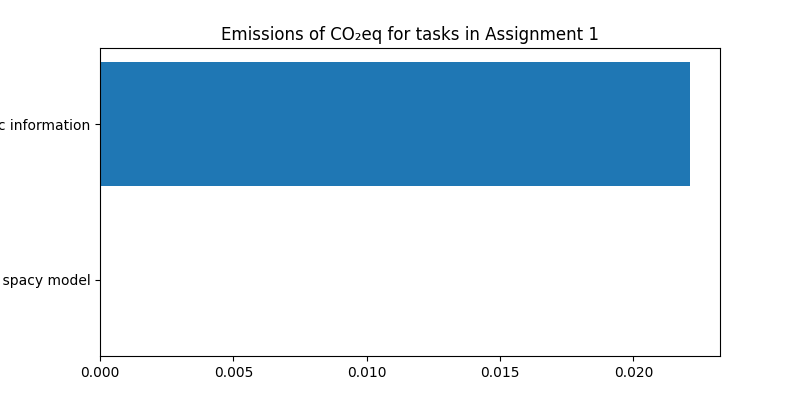 Emissions of CO₂eq for tasks in Assignment 1
c information
spacy model
0.000 0.005 0.010 0.015 0.020